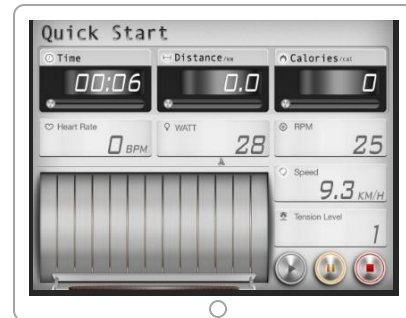 Quick Start
Time
00:06
Distance/KM
0.0
Calories/cal
0
Heart Rate
0 BPM
WATT
28
RPM
25
Speed
9.3 KM/H
Tension Level
1